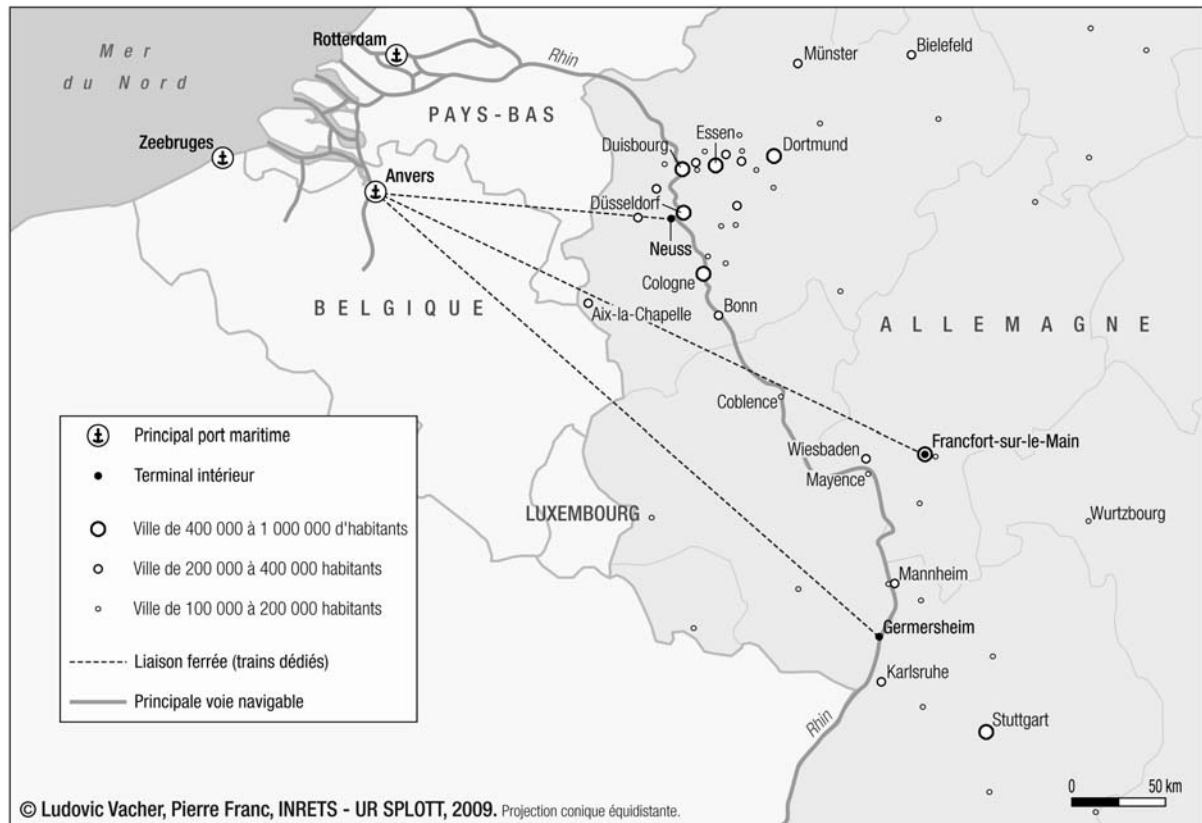 Mer
du Nord
Rotterdam
Rhin
Münster
Bielefeld
PAYS-BAS
Zeebruges
Duisbourg
Essen
Dortmund
Anvers
Düsseldorf
Neuss
Cologne
BELGIQUE
Aix-la-Chapelle
Bonn
ALLEMAGNE
Coblence
Principal port maritime
Wiesbaden
Francfort-sur-le-Main
Terminal intérieur
Mayence
LUXEMBOURG
Wurtzbourg
Ville de 400 000 à 1 000 000 d'habitants
Ville de 200 000 à 400 000 habitants
Mannheim
Ville de 100 000 à 200 000 habitants
Germersheim
Liaison ferrée (trains dédiés)
Karlsruhe
Principale voie navigable
Rhin
Stuttgart
0 50 km
© Ludovic Vacher, Pierre Franc, INRETS - UR SPLOTT, 2009. Projection conique équidistante.